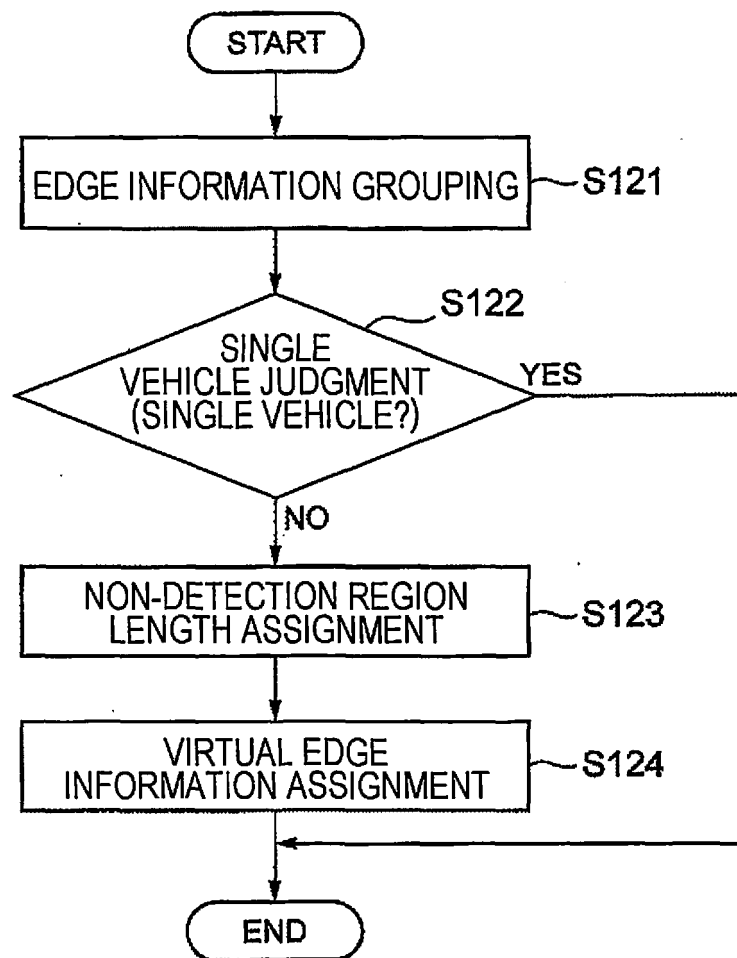 START
EDGE INFORMATION GROUPING
S121
S122
SINGLE
VEHICLE JUDGMENT
(SINGLE VEHICLE?)
YES
NO
NON-DETECTION REGION
LENGTH ASSIGNMENT
S123
VIRTUAL EDGE
INFORMATION ASSIGNMENT
S124
END